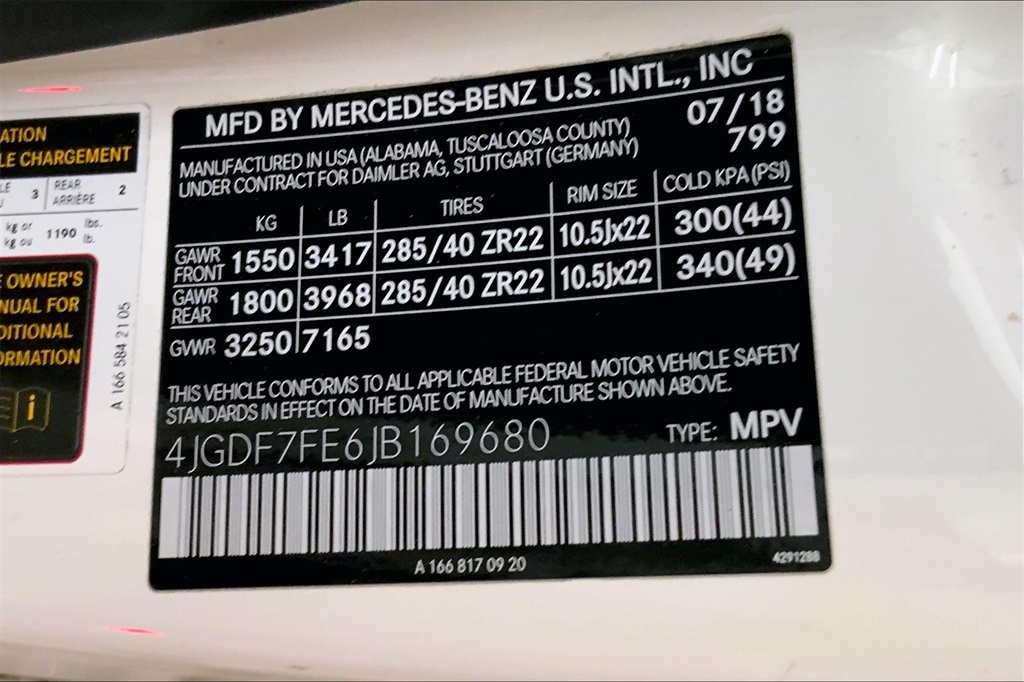 ATION
LE CHARGEMENT
3
REAR
ARRIÈRE
2
kg or
kg ou
1190
lbs.
lb.
OWNER'S
NUAL FOR
DITIONAL
ORMATION
i
A 166 584 21 05
MFD BY MERCEDES-BENZ U.S. INTL., INC
07/18
MANUFACTURED IN USA (ALABAMA, TUSCALOOSA COUNTY)
UNDER CONTRACT FOR DAIMLER AG, STUTTGART (GERMANY)
799
KG LB TIRES RIM SIZE COLD KPA (PSI)
GAWR FRONT 1550 3417 285/40 ZR22 10.5Jx22 300(44)
GAWR REAR 1800 3968 285/40 ZR22 10.5Jx22 340(49)
GVWR 3250 7165
THIS VEHICLE CONFORMS TO ALL APPLICABLE FEDERAL MOTOR VEHICLE SAFETY
STANDARDS IN EFFECT ON THE DATE OF MANUFACTURE SHOWN ABOVE.
4JGDF7FE6JB169680 TYPE: MPV
A 166 817 09 20
4291288